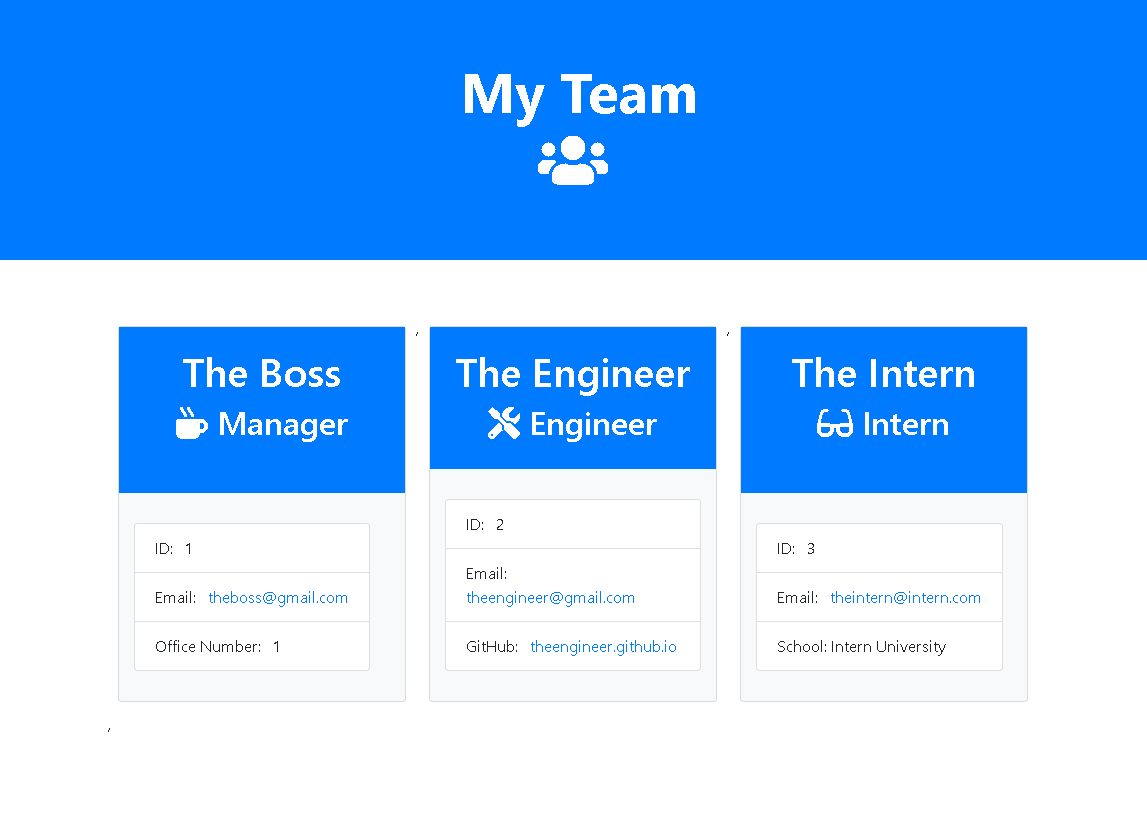 My Team
The Boss
Manager
ID: 1
Email: theboss@gmail.com
Office Number: 1
,
The Engineer
Engineer
ID: 2
Email:
theengineer@gmail.com
GitHub: theengineer.github.io
,
The Intern
Intern
ID: 3
Email: theintern@intern.com
School: Intern University
,